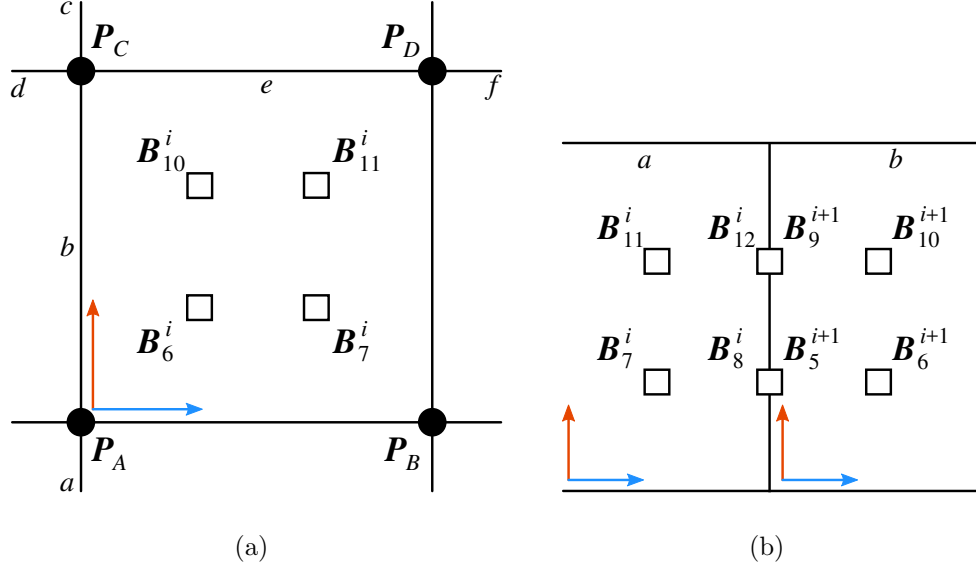 c
P_C
P_D
d
e
f
B^i_10
B^i_11
b
B^i_6
B^i_7
P_A
P_B
a
(a)
a
b
B^i_11
B^i_12
B^{i+1}_9
B^{i+1}_10
B^i_7
B^i_8
B^{i+1}_5
B^{i+1}_6
(b)